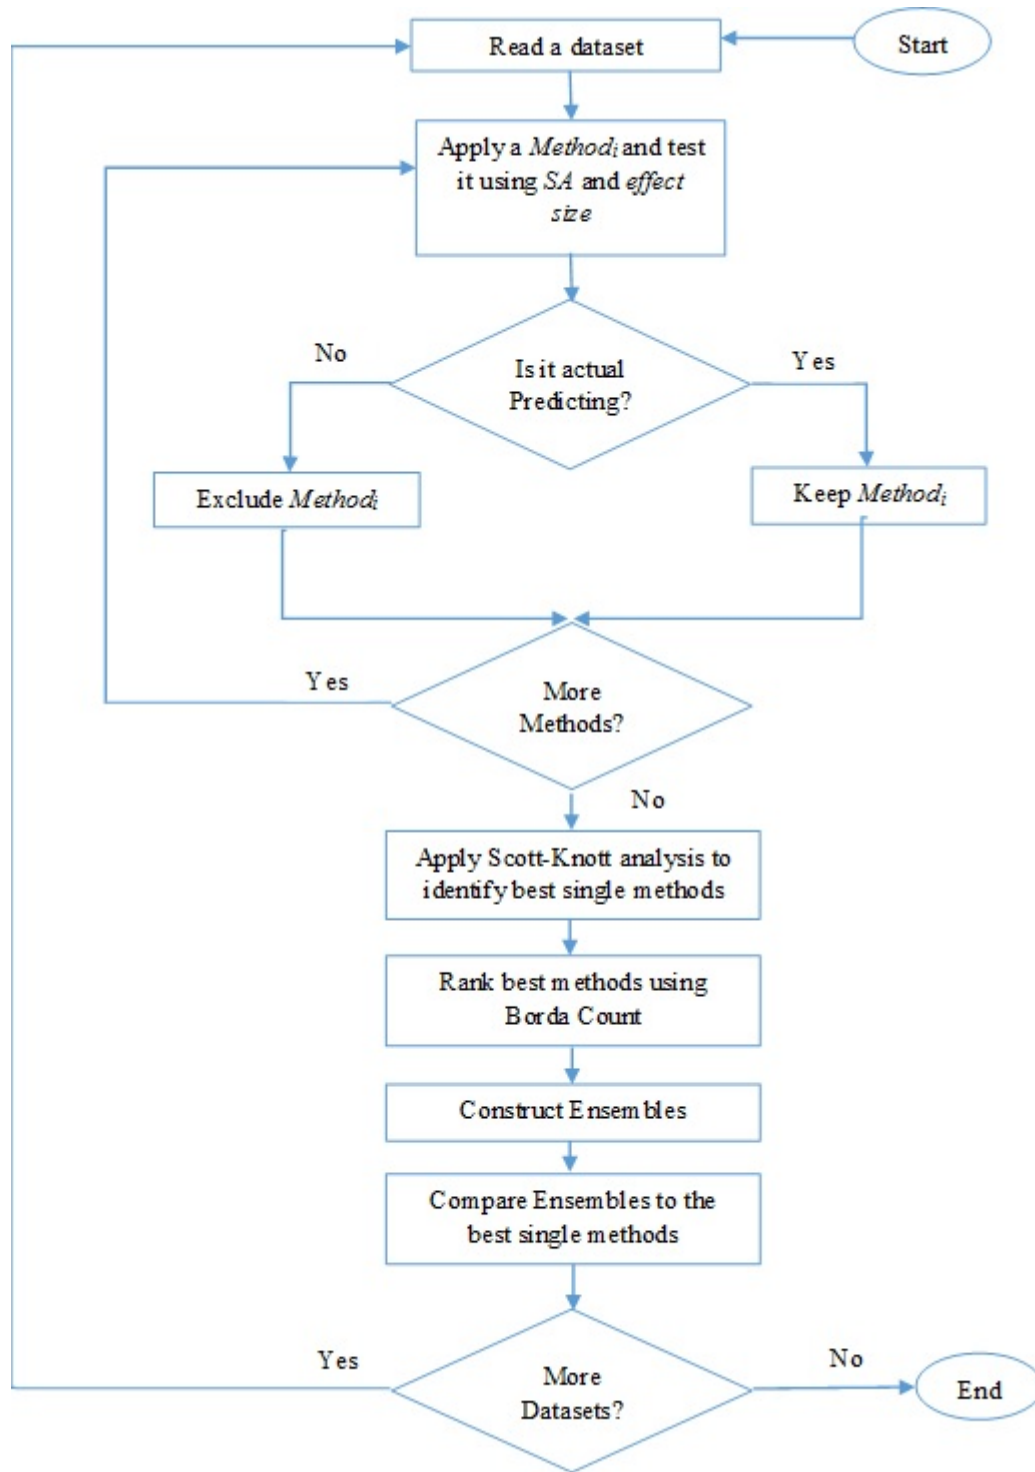 Read a dataset
Start
Apply a Methodi and test
it using SA and effect
size
No
Yes
Is it actual
Predicting?
Exclude Methodi
Keep Methodi
Yes
More
Methods?
No
Apply Scott-Knott analysis to
identify best single methods
Rank best methods using
Borda Count
Construct Ensembles
Compare Ensembles to the
best single methods
Yes
No
More
Datasets?
End